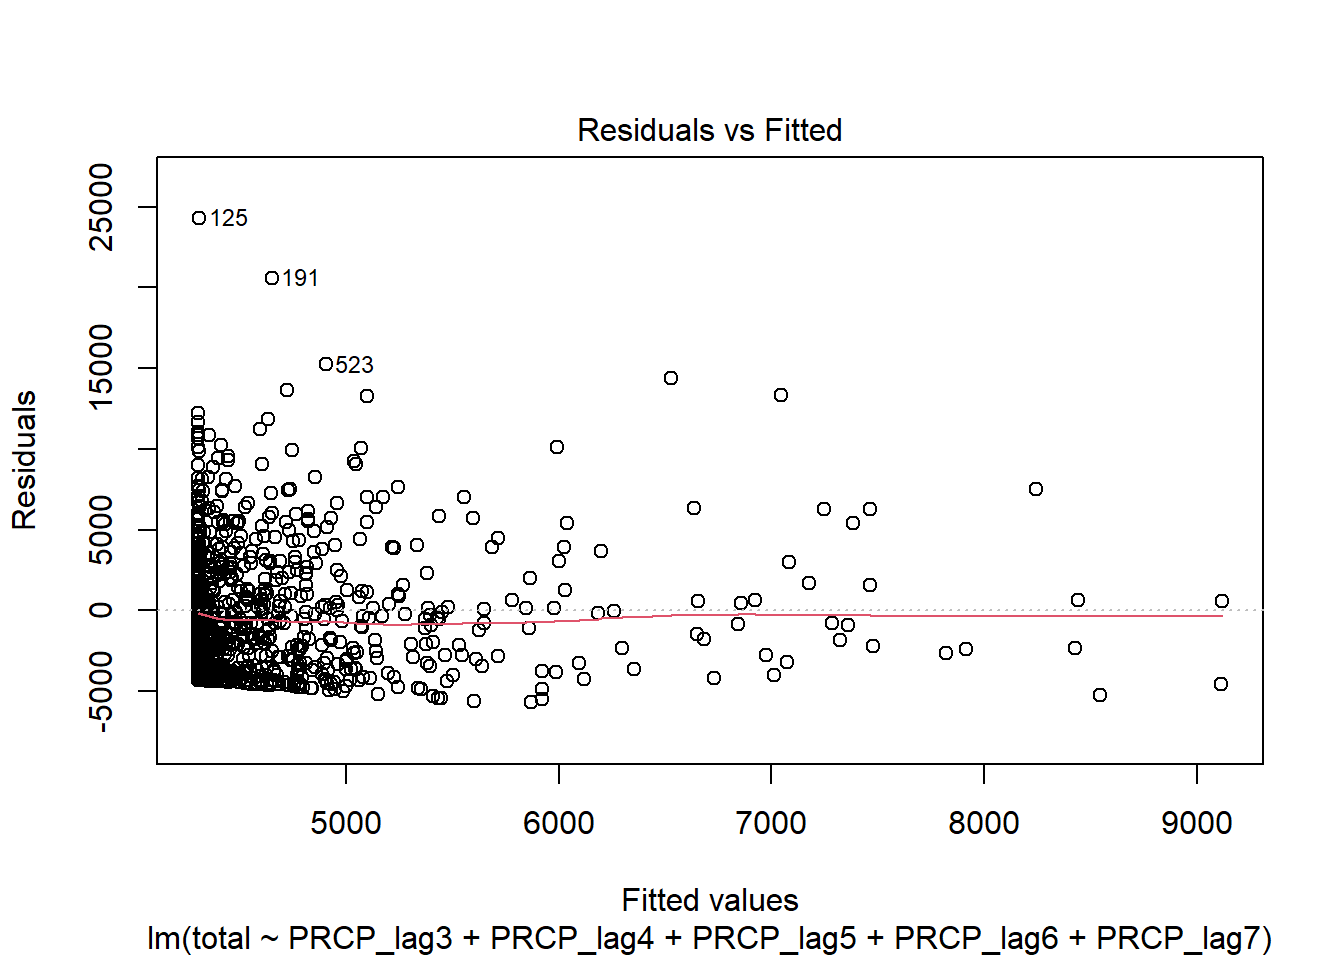 Residuals vs Fitted
25000
15000
5000
0
-5000
Residuals
125
191
523
5000 6000 7000 8000 9000
Fitted values
lm(total ~ PRCP_lag3 + PRCP_lag4 + PRCP_lag5 + PRCP_lag6 + PRCP_lag7)